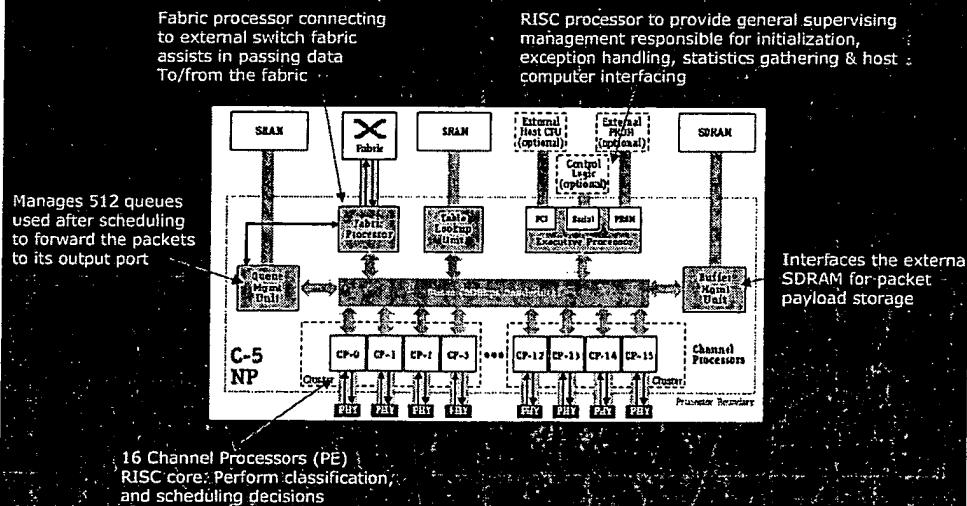 Fabric processor connecting
to external switch fabric
assists in passing data
To/from the fabric
RISC processor to provide general supervising
management responsible for initialization,
exception handling, statistics gathering & host
computer interfacing
SRAM
Fabric
SRAM
External
Host CPU
(optional)
External
PROM
(optional)
SDRAM
Control
Logic
(optional)
Manages 512 queues
used after scheduling
to forward the packets
to its output port
Fabric
Processor
Table
Lookup
Unit
PCI
Serial
PROM
Executive Processor
Interfaces the externa
SDRAM for packet
payload storage
Queue
Mgmt
Unit
Buffer
Mgmt
Unit
C-5
NP
CP-0
CP-1
CP-2
CP-3
CP-12
CP-13
CP-14
CP-15
Channel
Processors
Cluster
Cluster
PHY
PHY
PHY
PHY
PHY
PHY
PHY
PHY
Processor Boundary
16 Channel Processors (PE)
RISC core: Perform classification,
and scheduling decisions